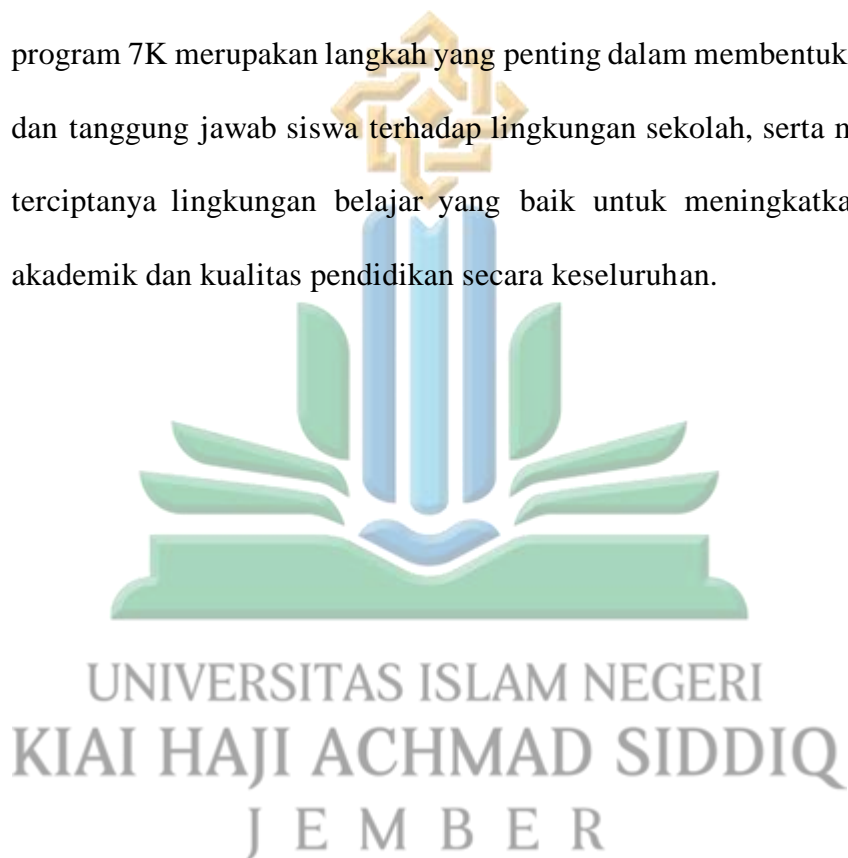 program 7K merupakan langkah yang penting dalam membentuk
dan tanggung jawab siswa terhadap lingkungan sekolah, serta
terciptanya lingkungan belajar yang baik untuk
akademik dan kualitas pendidikan secara keseluruhan.
UNIVERSITAS ISLAM NEGERI
KIAI HAJI ACHMAD SIDDIQ
JEMBER